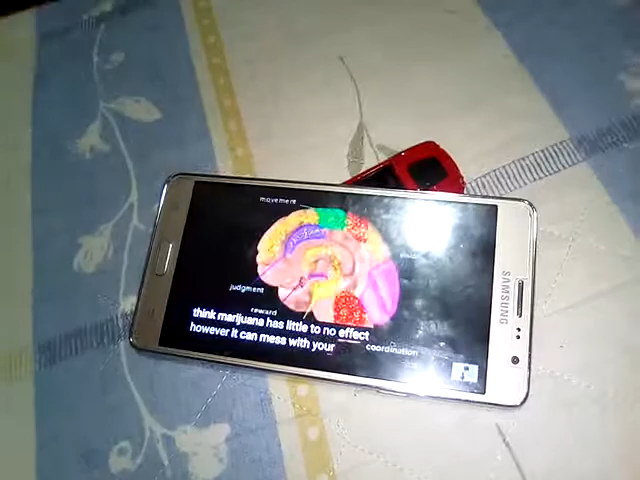 movement
judgment
reward
think marijuana has little to no effect
however it can mess with your
coordination
SAMSUNG